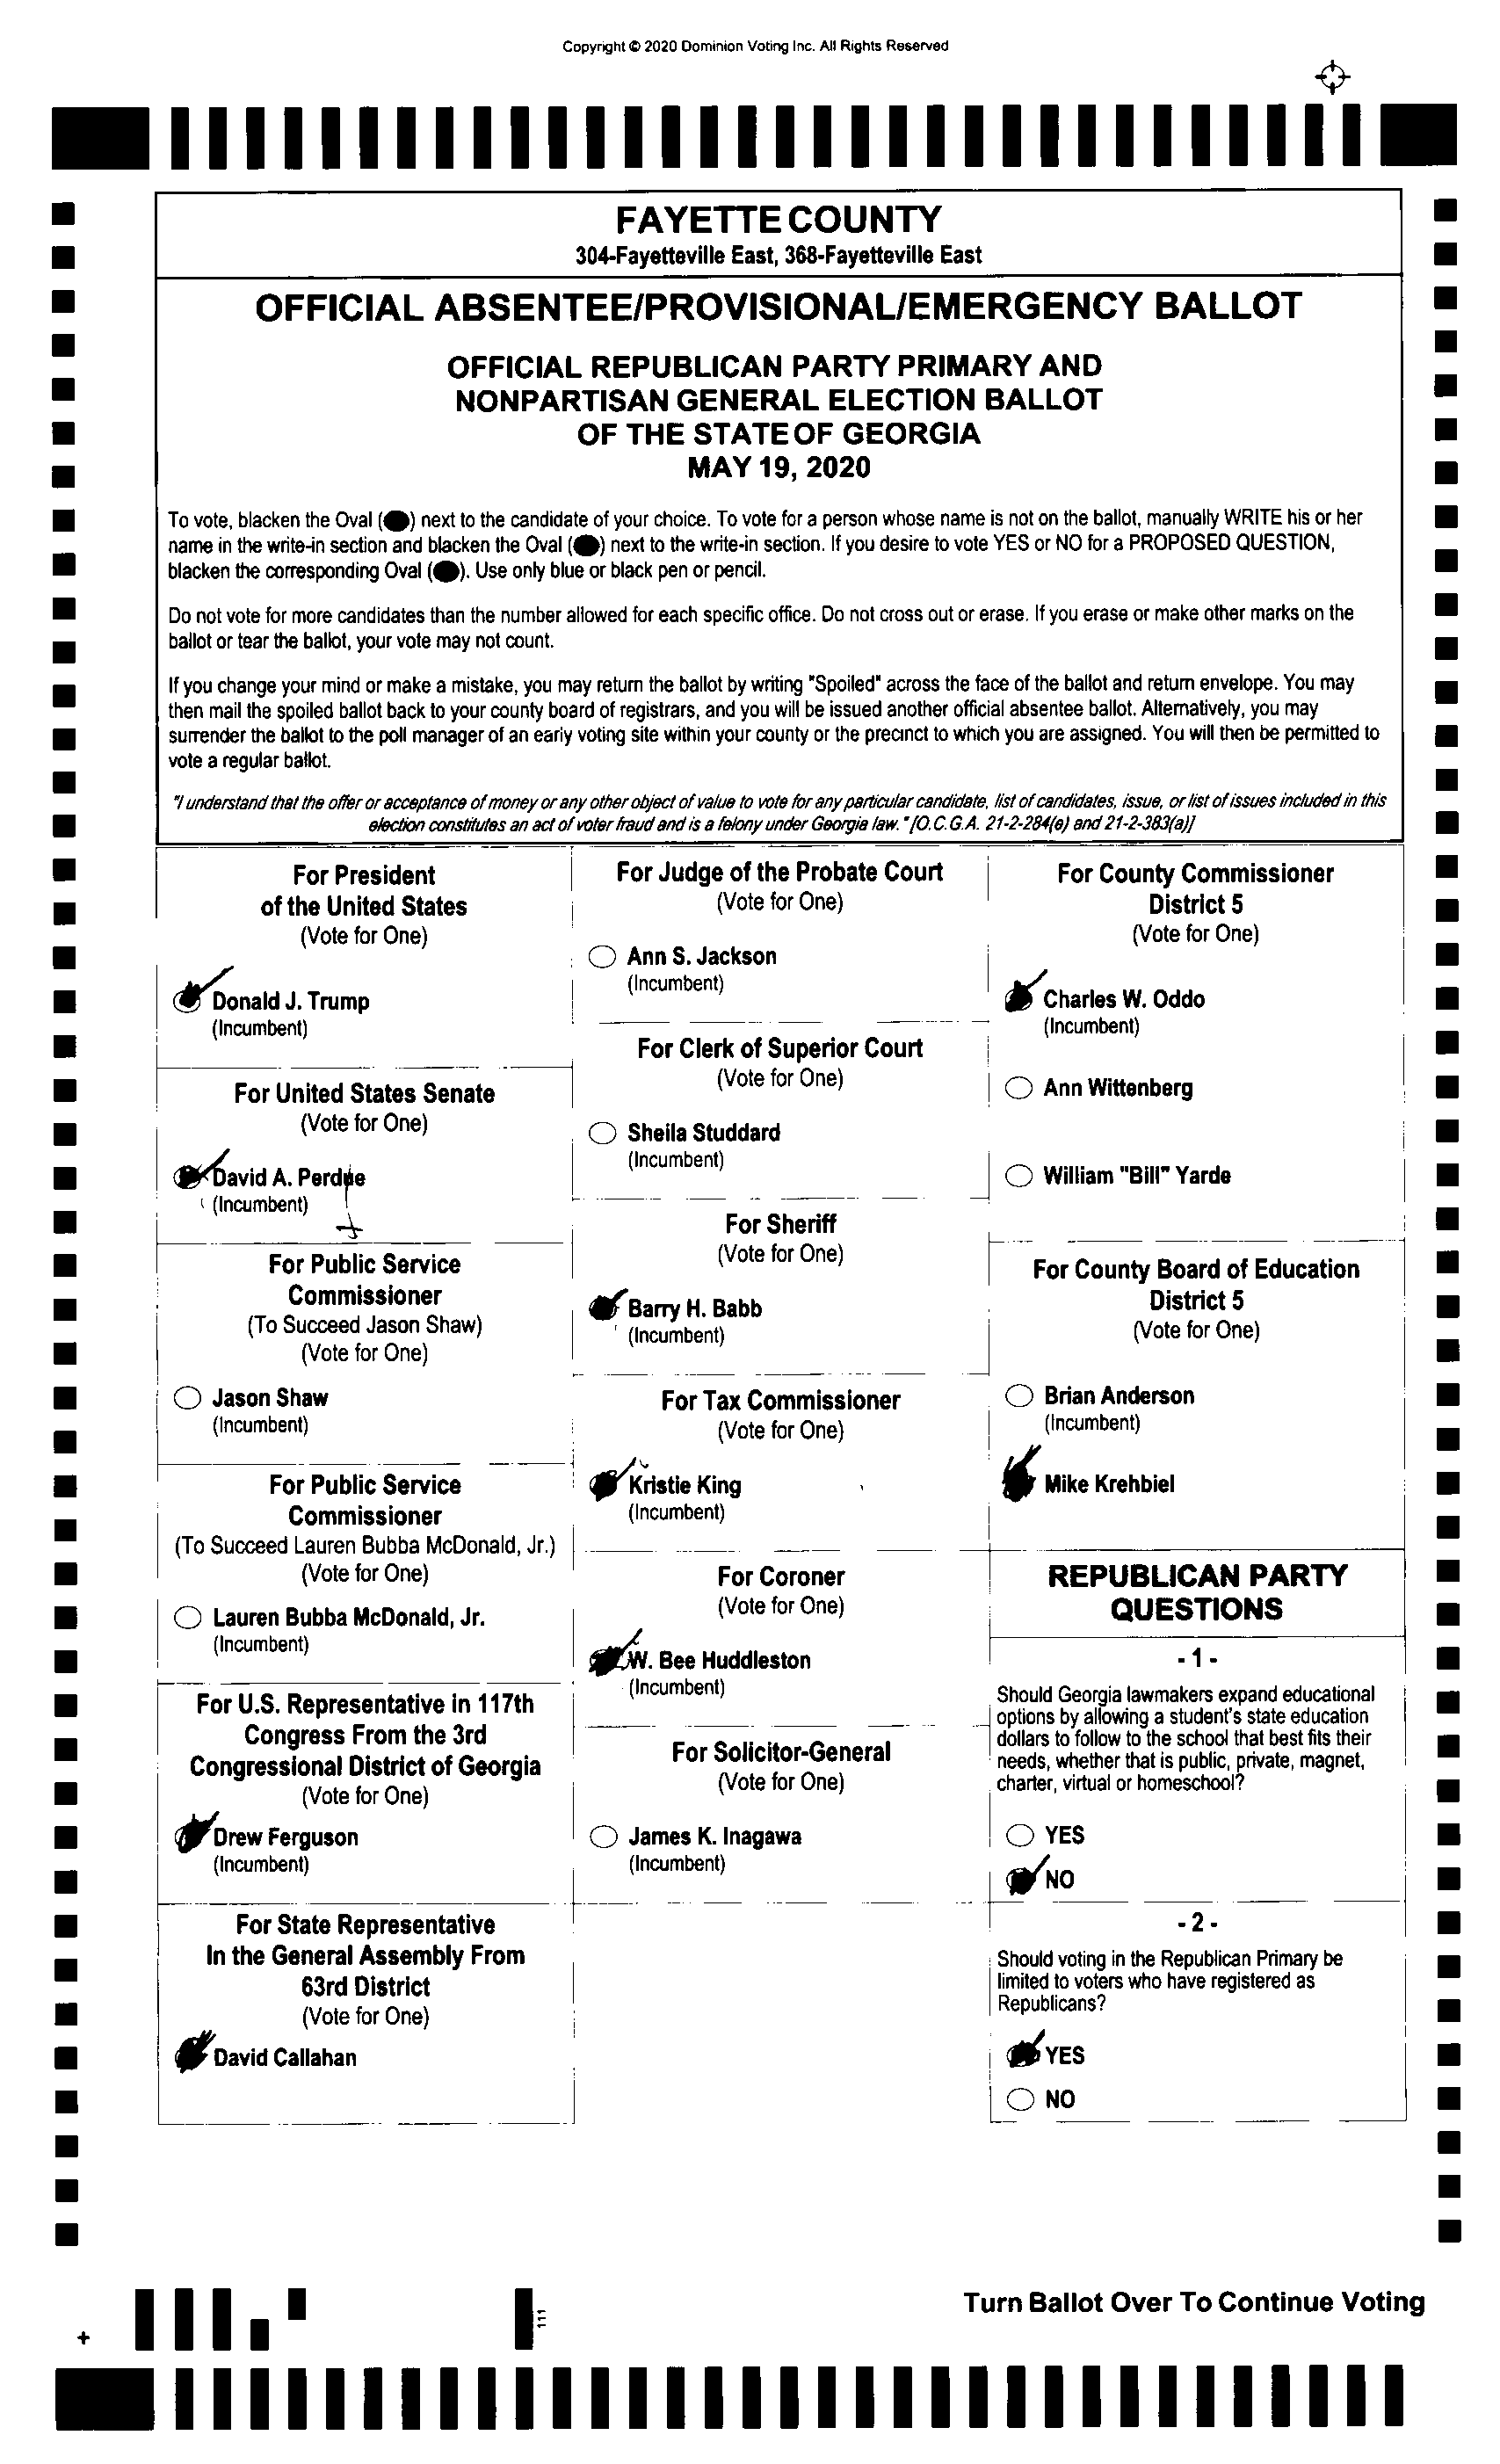 Copyright © 2020 Dominion Voting Inc. All Rights Reserved
FAYETTE COUNTY
304-Fayetteville East, 368-Fayetteville East
OFFICIAL ABSENTEE/PROVISIONAL/EMERGENCY BALLOT
OFFICIAL REPUBLICAN PARTY PRIMARY AND
NONPARTISAN GENERAL ELECTION BALLOT
OF THE STATE OF GEORGIA
MAY 19, 2020
To vote, blacken the Oval (●) next to the candidate of your choice. To vote for a person whose name is not on the ballot, manually WRITE his or her
name in the write-in section and blacken the Oval (●) next to the write-in section. If you desire to vote YES or NO for a PROPOSED QUESTION,
blacken the corresponding Oval (●). Use only blue or black pen or pencil.
Do not vote for more candidates than the number allowed for each specific office. Do not cross out or erase. If you erase or make other marks on the
ballot or tear the ballot, your vote may not count.
If you change your mind or make a mistake, you may return the ballot by writing "Spoiled" across the face of the ballot and return envelope. You may
then mail the spoiled ballot back to your county board of registrars, and you will be issued another official absentee ballot. Alternatively, you may
surrender the ballot to the poll manager of an early voting site within your county or the precinct to which you are assigned. You will then be permitted to
vote a regular ballot.
"I understand that the offer or acceptance of money or any other object of value to vote for any particular candidate, list of candidates, issue, or list of issues included in this
election constitutes an act of voter fraud and is a felony under Georgia law." [O.C.G.A. 21-2-284(e) and 21-2-383(a)]
For President
of the United States
(Vote for One)
Donald J. Trump
(Incumbent)
For United States Senate
(Vote for One)
David A. Perdue
(Incumbent)
For Public Service
Commissioner
(To Succeed Jason Shaw)
(Vote for One)
Jason Shaw
(Incumbent)
For Public Service
Commissioner
(To Succeed Lauren Bubba McDonald, Jr.)
(Vote for One)
Lauren Bubba McDonald, Jr.
(Incumbent)
For U.S. Representative in 117th
Congress From the 3rd
Congressional District of Georgia
(Vote for One)
Drew Ferguson
(Incumbent)
For State Representative
In the General Assembly From
63rd District
(Vote for One)
David Callahan
For Judge of the Probate Court
(Vote for One)
Ann S. Jackson
(Incumbent)
For Clerk of Superior Court
(Vote for One)
Sheila Studdard
(Incumbent)
For Sheriff
(Vote for One)
Barry H. Babb
(Incumbent)
For Tax Commissioner
(Vote for One)
Kristie King
(Incumbent)
For Coroner
(Vote for One)
W. Bee Huddleston
(Incumbent)
For Solicitor-General
(Vote for One)
James K. Inagawa
(Incumbent)
For County Commissioner
District 5
(Vote for One)
Charles W. Oddo
(Incumbent)
Ann Wittenberg
William "Bill" Yarde
For County Board of Education
District 5
(Vote for One)
Brian Anderson
(Incumbent)
Mike Krehbiel
REPUBLICAN PARTY
QUESTIONS
- 1 -
Should Georgia lawmakers expand educational
options by allowing a student's state education
dollars to follow to the school that best fits their
needs, whether that is public, private, magnet,
charter, virtual or homeschool?
YES
NO
- 2 -
Should voting in the Republican Primary be
limited to voters who have registered as
Republicans?
YES
NO
Turn Ballot Over To Continue Voting